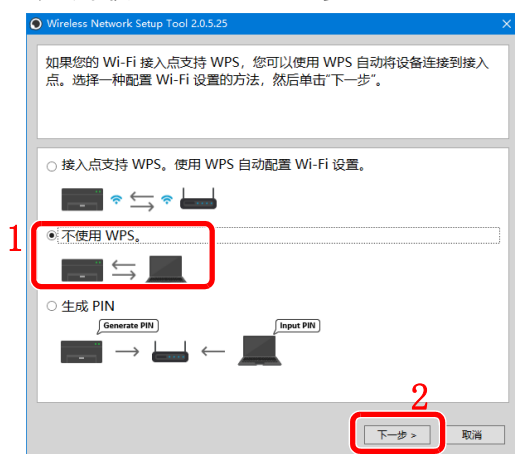 Wireless Network Setup Tool 2.0.5.25
如果您的 Wi-Fi 接入点支持 WPS，您可以使用 WPS 自动将设备连接到接入
点。选择一种配置 Wi-Fi 设置的方法，然后单击“下一步”。
接入点支持 WPS。使用 WPS 自动配置 Wi-Fi 设置。
1
不使用 WPS。
生成 PIN
Generate PIN
Input PIN
2
下一步 >
取消